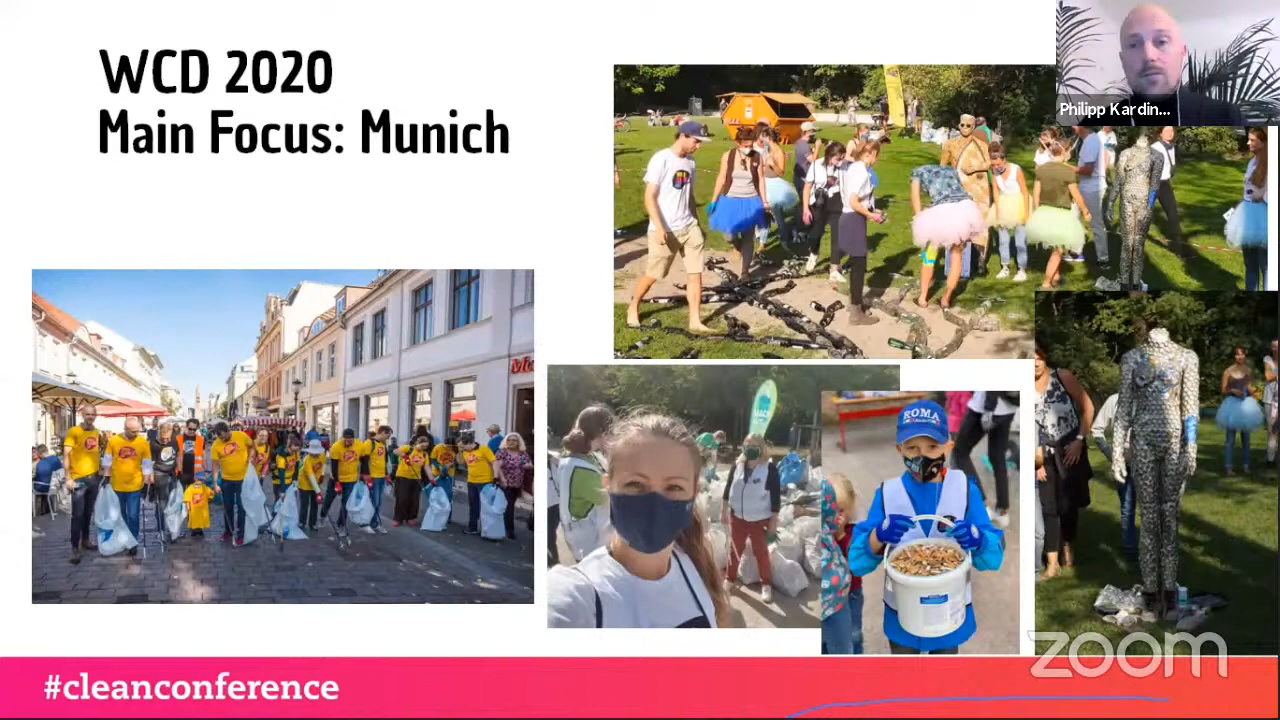 WCD 2020
Main Focus: Munich
Philipp Kardin...
ROMA
#cleanconference
zoom